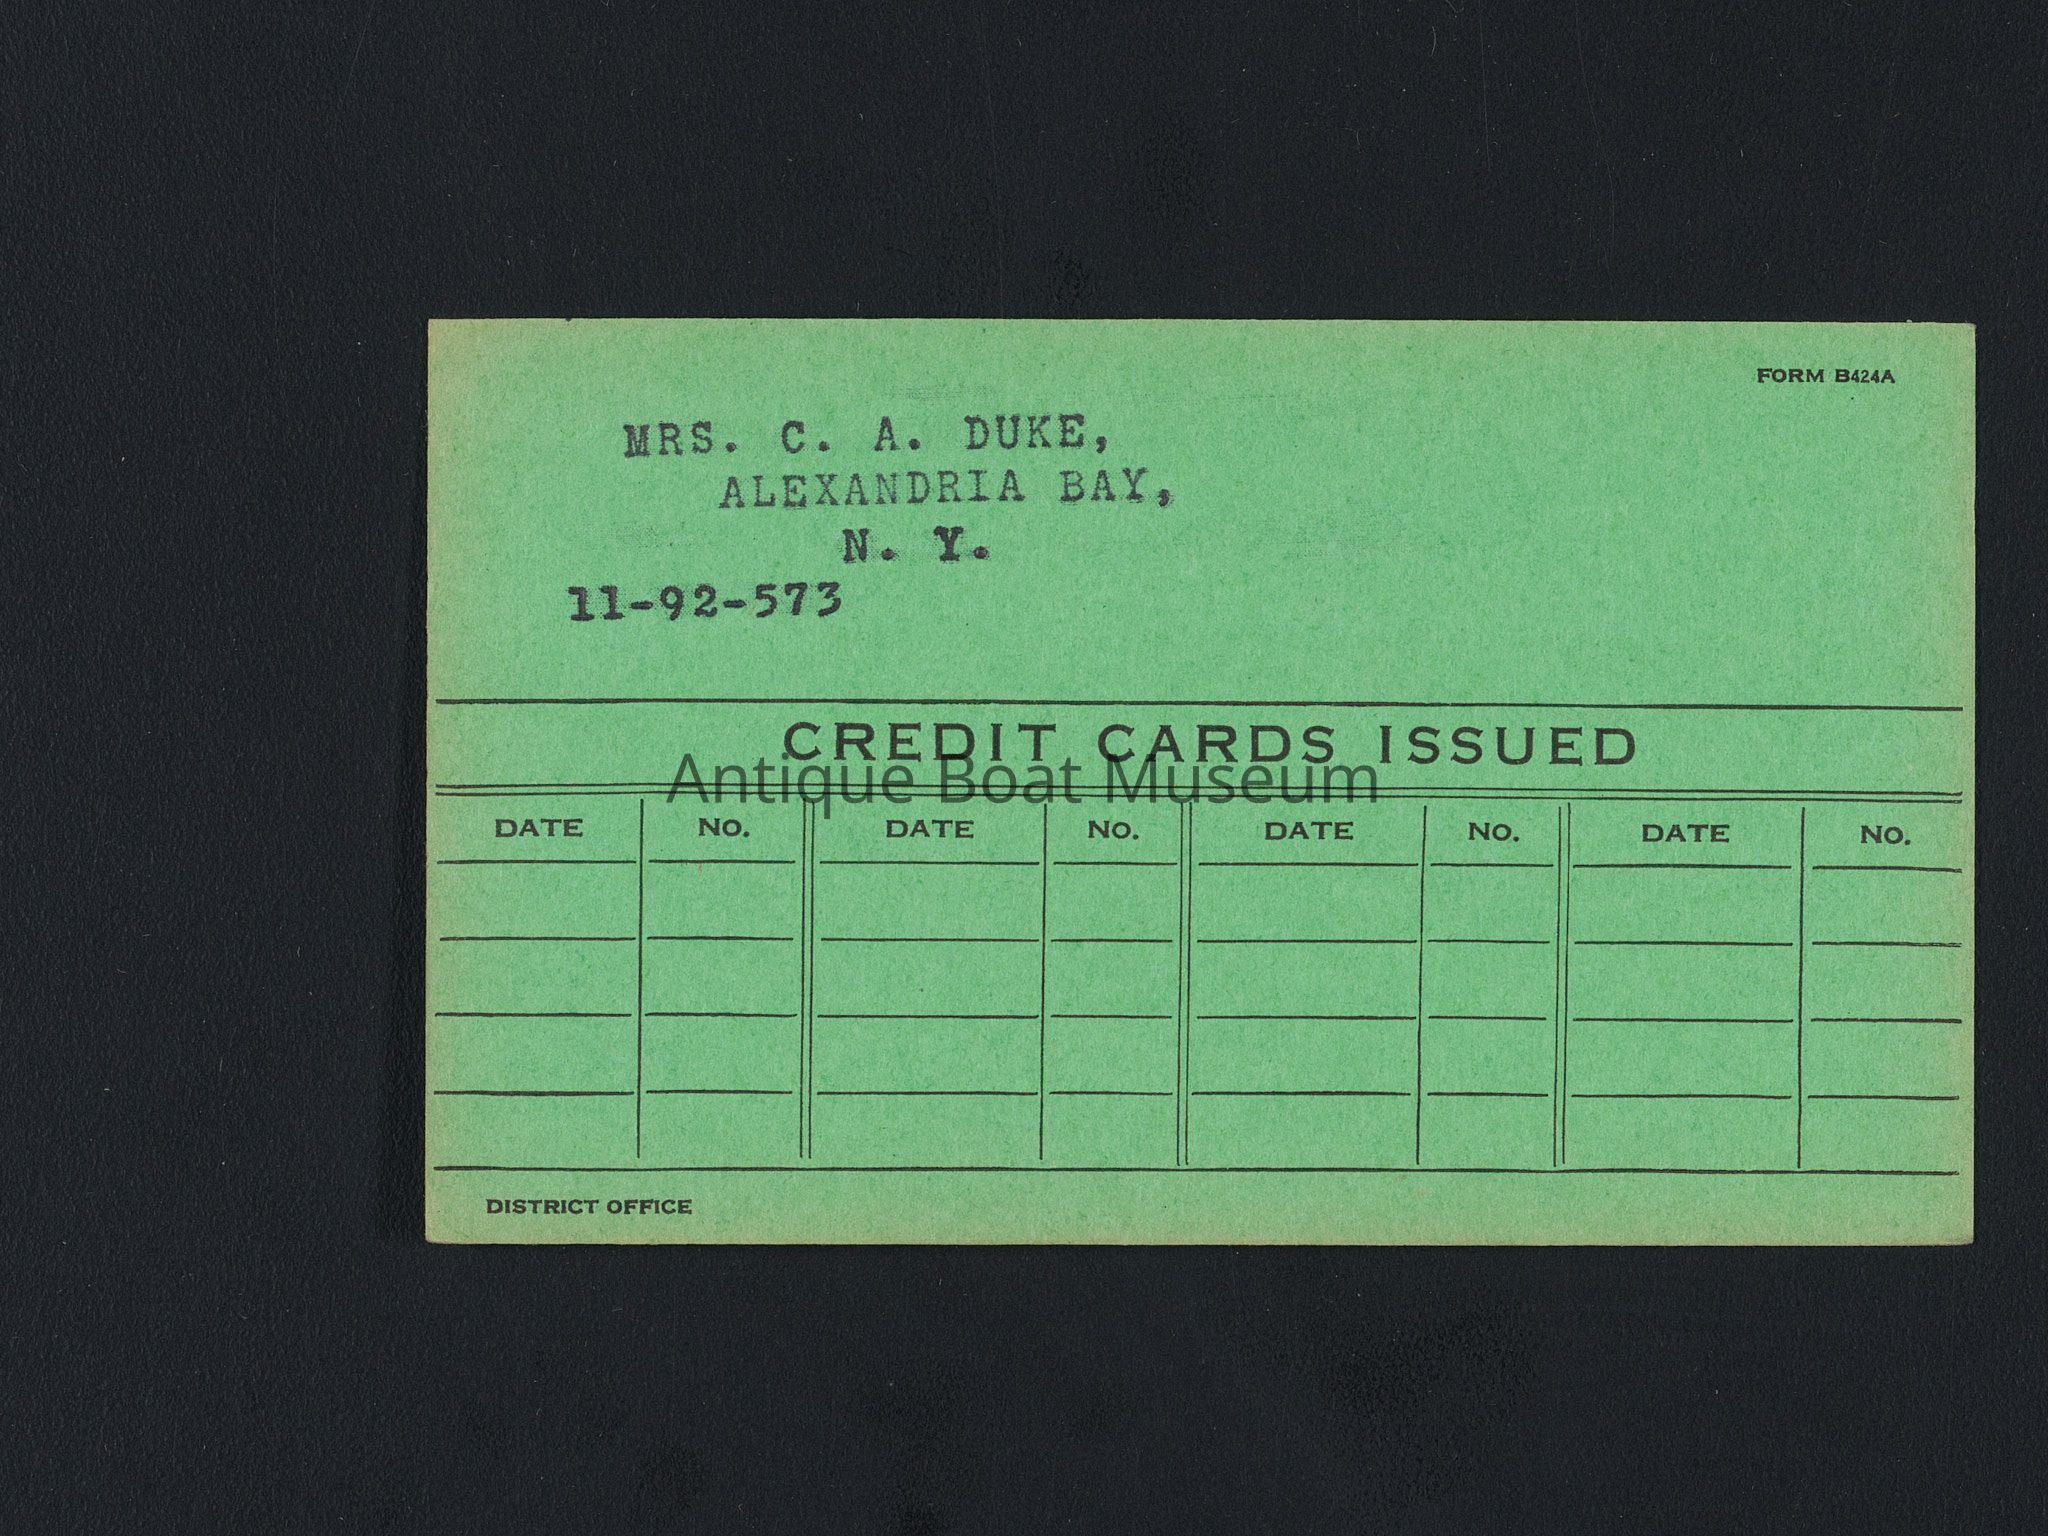 FORM B424A
MRS. C. A. DUKE,
ALEXANDRIA BAY,
N. Y.
11-92-573
CREDIT CARDS ISSUED
Antique Boat Museum
DATE NO. DATE NO. DATE NO. DATE NO.
DISTRICT OFFICE